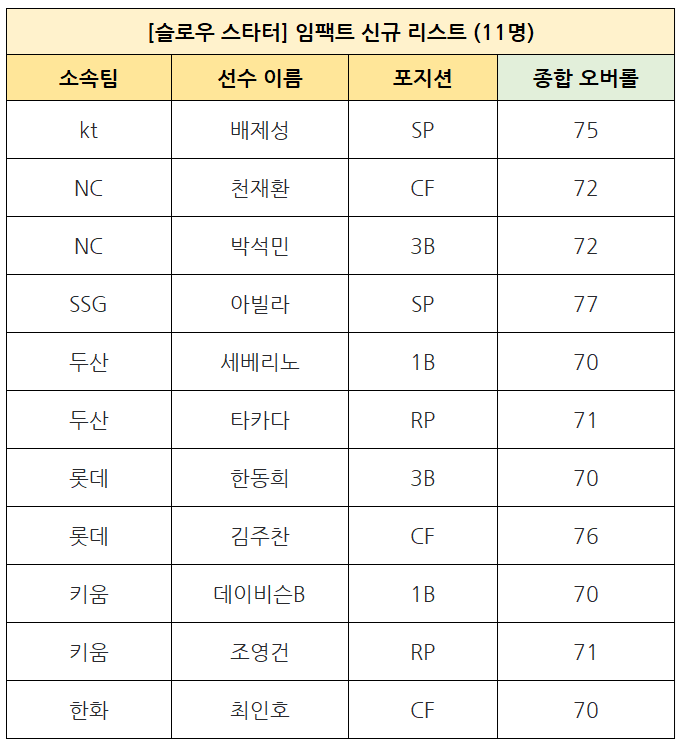 [슬로우 스타터] 임팩트 신규 리스트 (11명)
소속팀 선수 이름 포지션 종합 오버롤
kt 배제성 SP 75
NC 천재환 CF 72
NC 박석민 3B 72
SSG 아빌라 SP 77
두산 세베리노 1B 70
두산 타카다 RP 71
롯데 한동희 3B 70
롯데 김주찬 CF 76
키움 데이비슨B 1B 70
키움 조영건 RP 71
한화 최인호 CF 70